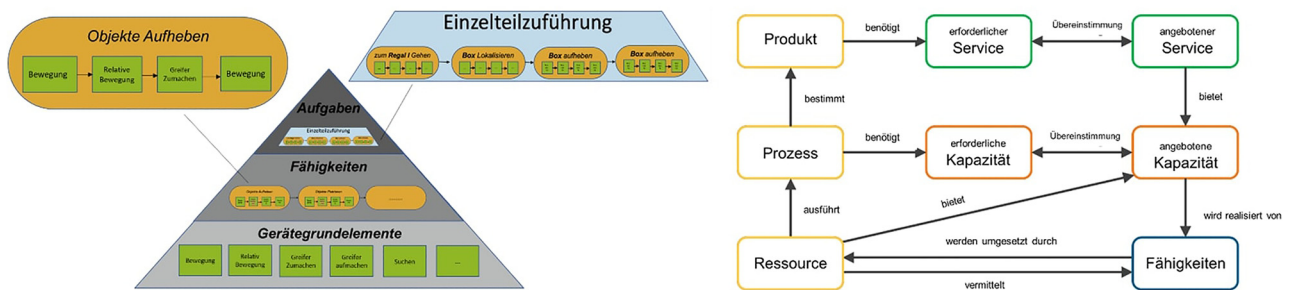 Objekte Aufheben
Bewegung
Relative
Bewegung
Greifer
Zumachen
Bewegung
Einzelteilzuführung
zum Regal I Gehen
Box Lokalisieren
Box aufheben
Box aufheben
Aufgaben
Einzelteilzuführung
Fähigkeiten
Gerätegrundelemente
Bewegung
Relativ
Bewegung
Greifer
Zumachen
Greifer
aufmachen
Suchen
...
Produkt
benötigt
erforderlicher
Service
Übereinstimmung
angebotener
Service
bestimmt
bietet
Prozess
benötigt
erforderliche
Kapazität
Übereinstimmung
angebotene
Kapazität
ausführt
bietet
wird realisiert von
werden umgesetzt durch
Ressource
Fähigkeiten
vermittelt